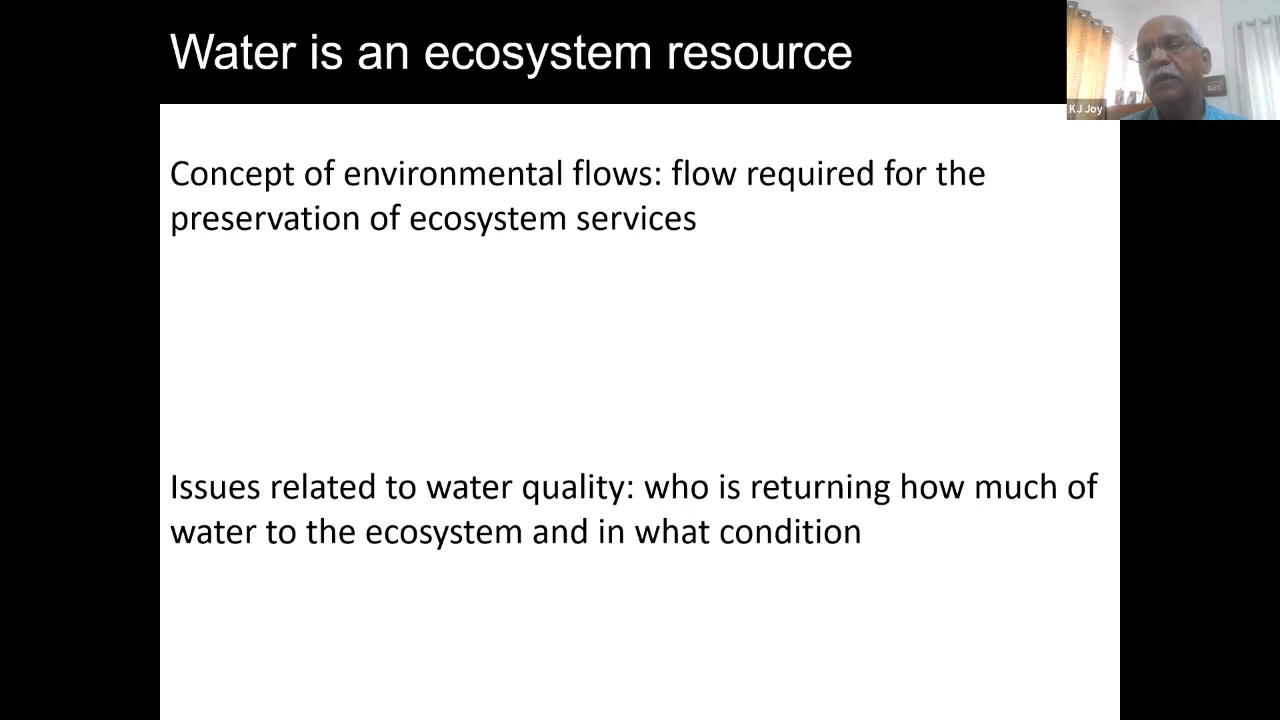 Water is an ecosystem resource
KJ Joy
Concept of environmental flows: flow required for the
preservation of ecosystem services
Issues related to water quality: who is returning how much of
water to the ecosystem and in what condition